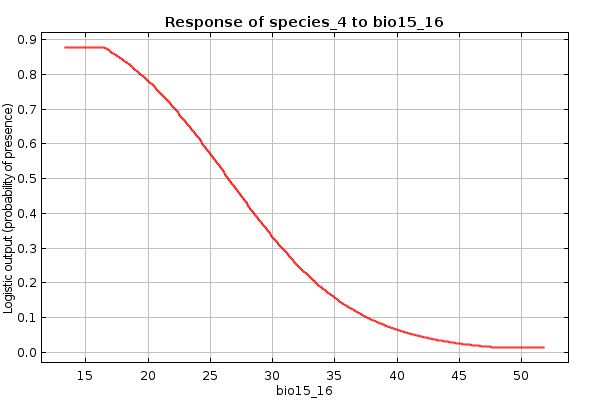 Response of species_4 to bio15_16
Logistic output (probability of presence)
0.9
0.8
0.7
0.6
0.5
0.4
0.3
0.2
0.1
0.0
15 20 25 30 35 40 45 50
bio15_16